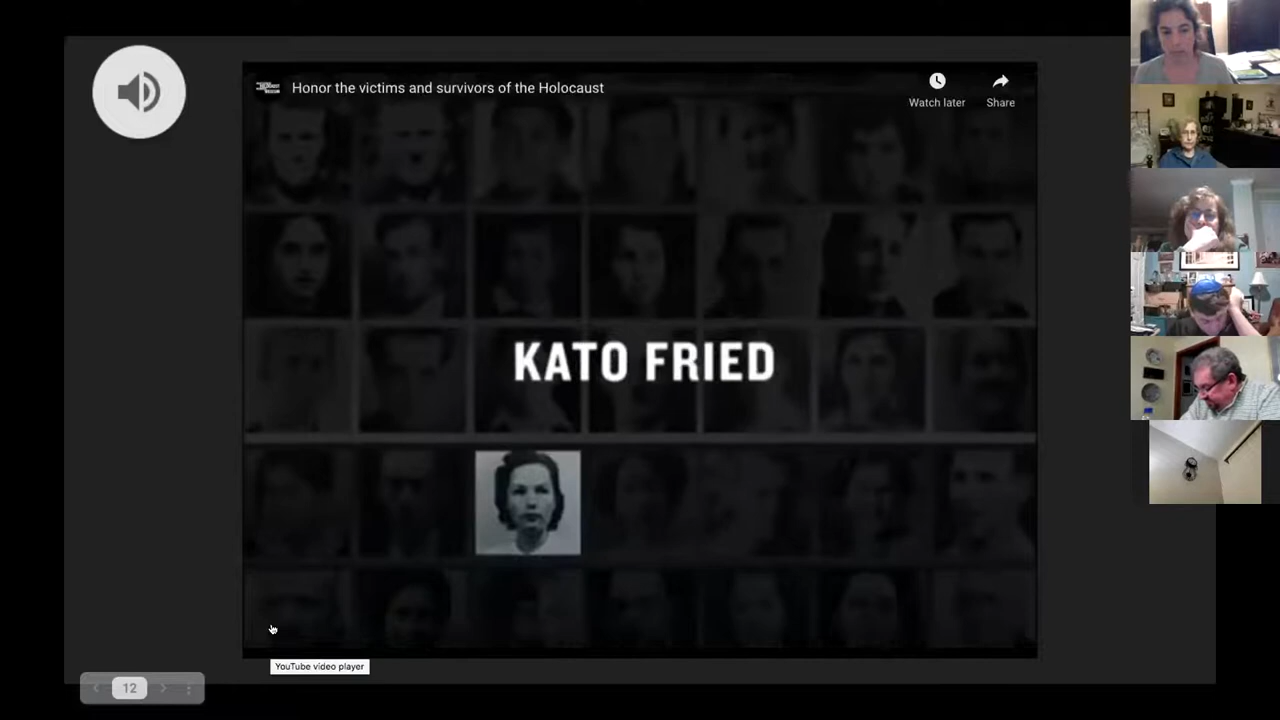 Honor the victims and survivors of the Holocaust
Watch later
Share
KATO FRIED
YouTube video player
12